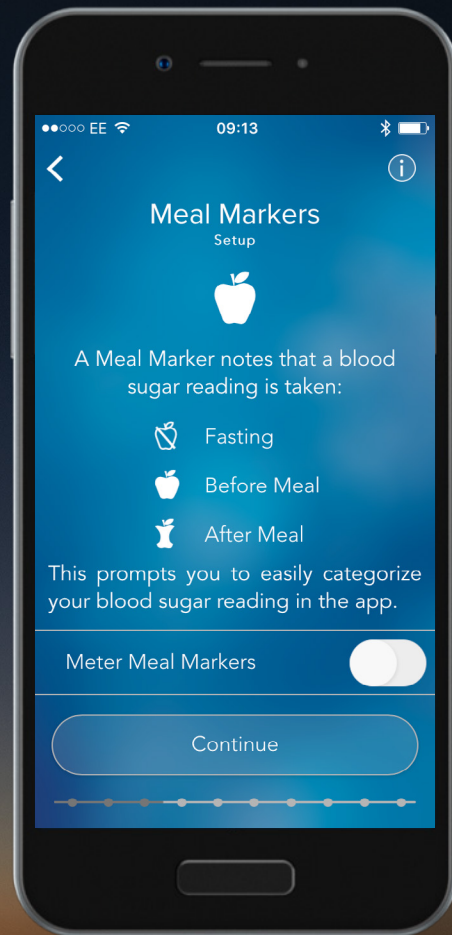 EE 09:13
Meal Markers
Setup
A Meal Marker notes that a blood
sugar reading is taken:
Fasting
Before Meal
After Meal
This prompts you to easily categorize
your blood sugar reading in the app.
Meter Meal Markers
Continue